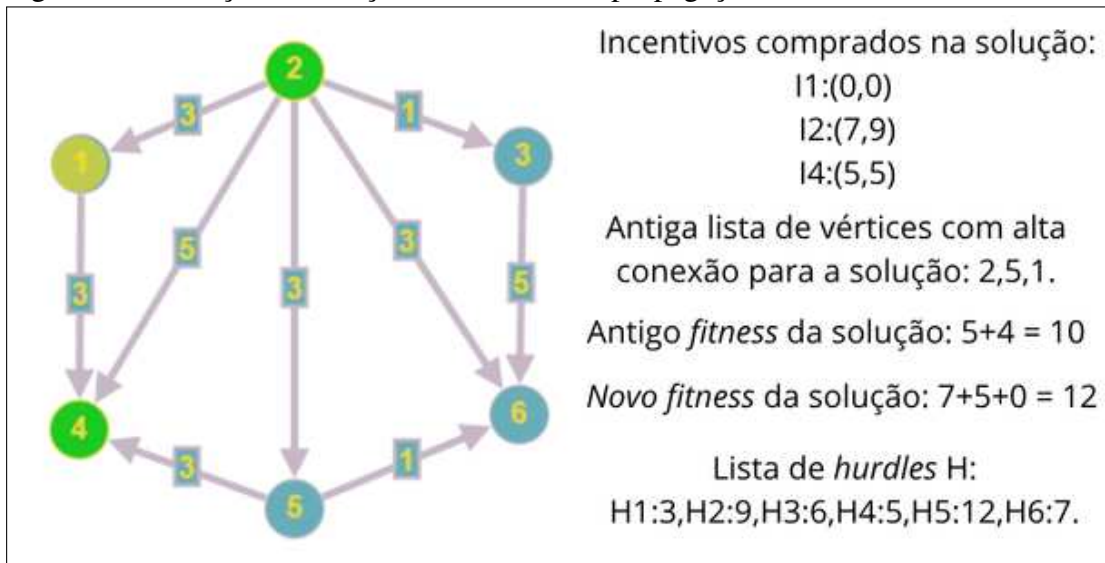 2
3
1
1
3
5
3
3
3
5
4
6
3
1
5
Incentivos comprados na solução:
I1:(0,0)
I2:(7,9)
I4:(5,5)
Antiga lista de vértices com alta
conexão para a solução: 2,5,1.
Antigo fitness da solução: 5+4 = 10
Novo fitness da solução: 7+5+0 = 12
Lista de hurdles H:
H1:3,H2:9,H3:6,H4:5,H5:12,H6:7.